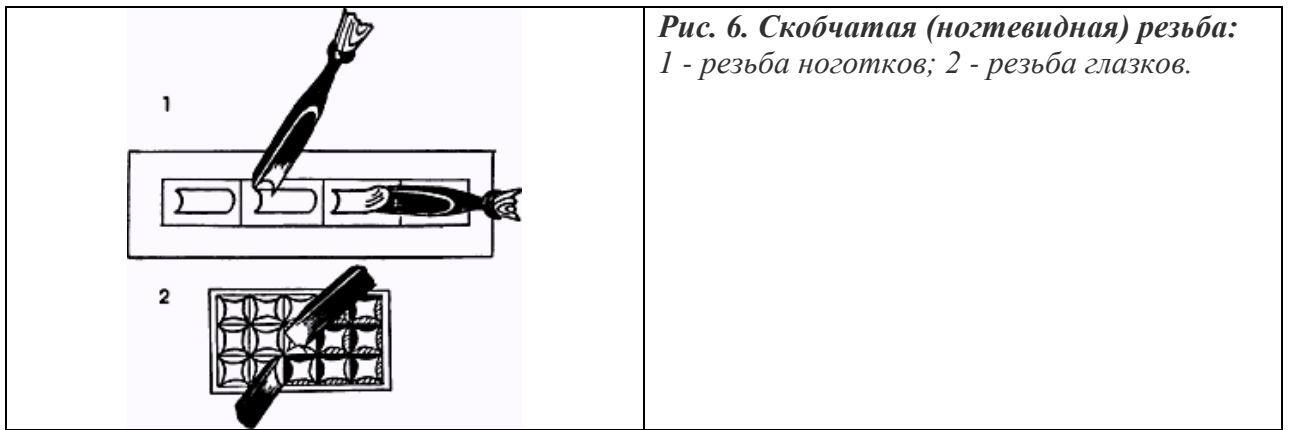 Рис. 6. Скобчатая (ногтевидная) резьба:
1 - резьба ноготков; 2 - резьба глазков.
1
2